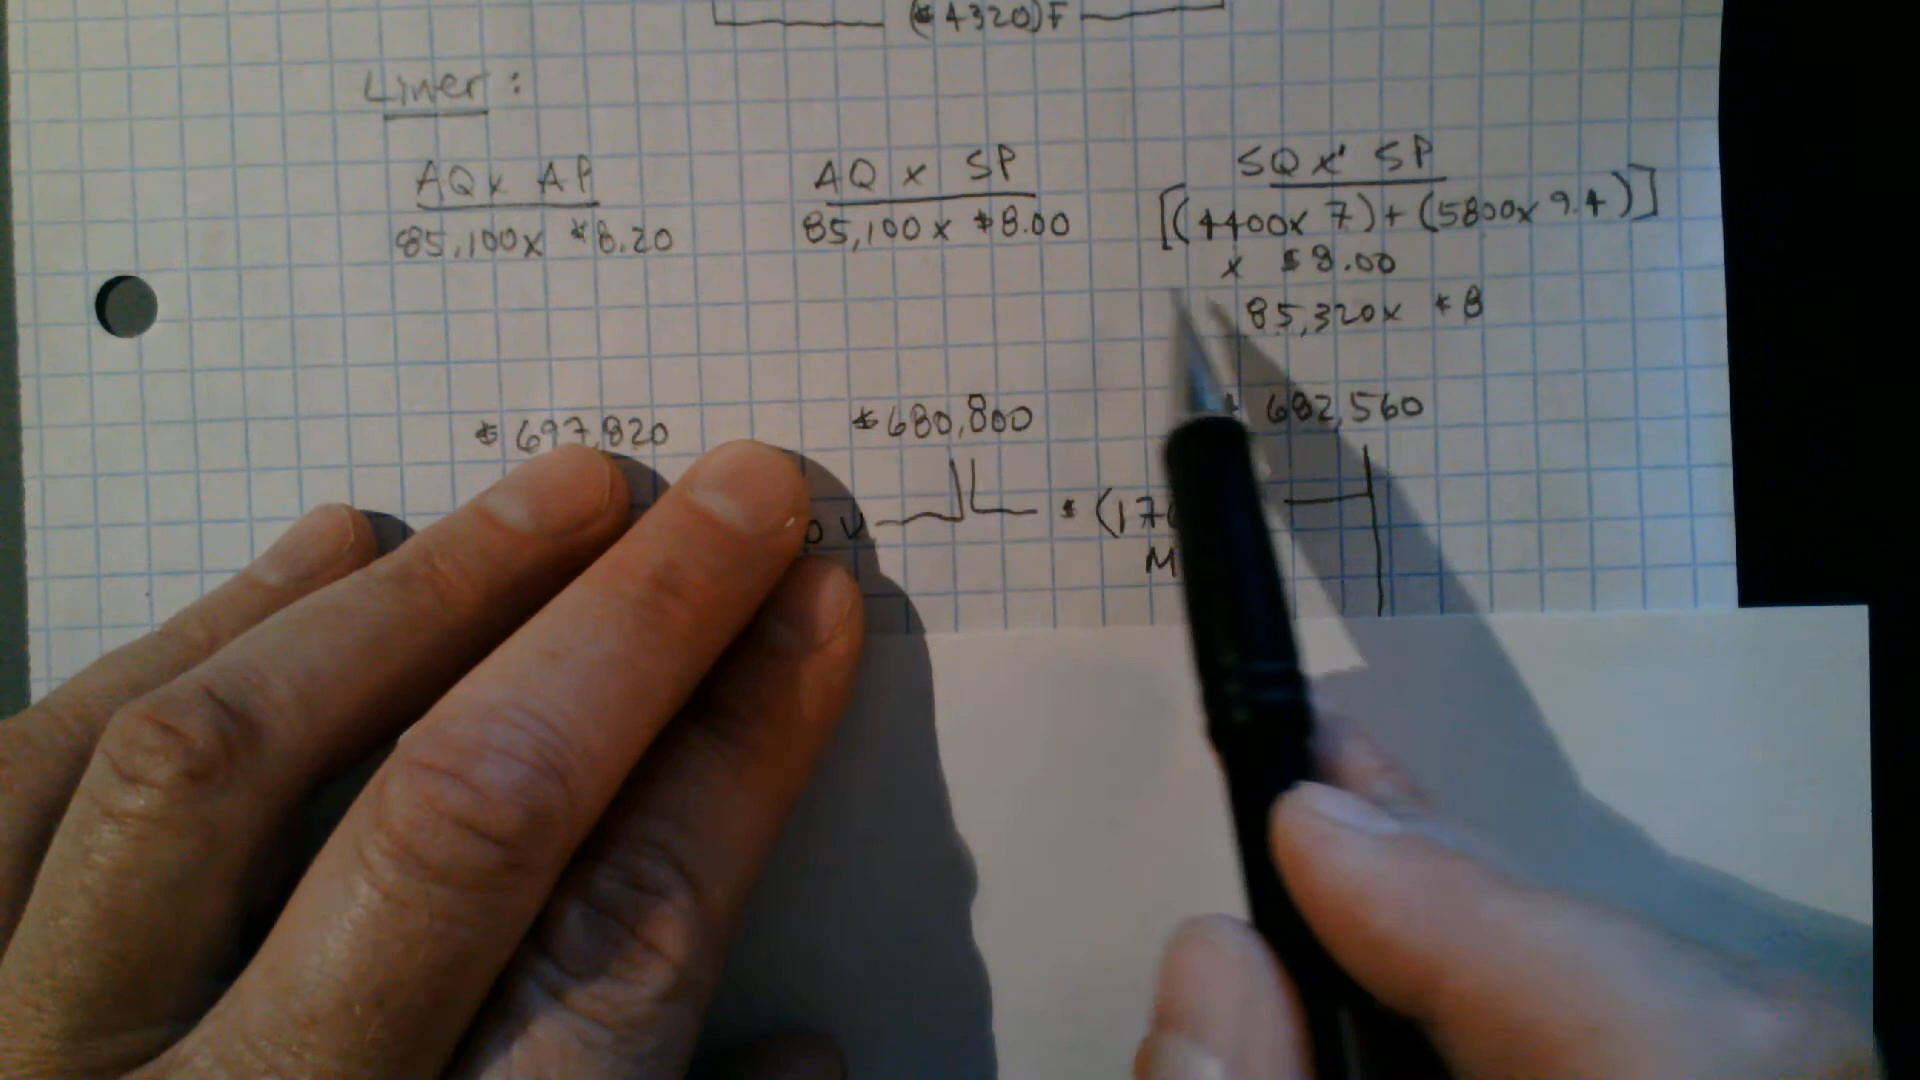 ($4320)F
Liner:
AQ x AP
85,100 x $8.20
AQ x SP
85,100 x $8.00
SQ x SP
[(4400 x 7) + (5800 x 9.4)]
x $8.00
85,320 x $8
$697,820
$680,800
682,560
0 U
$(17
M